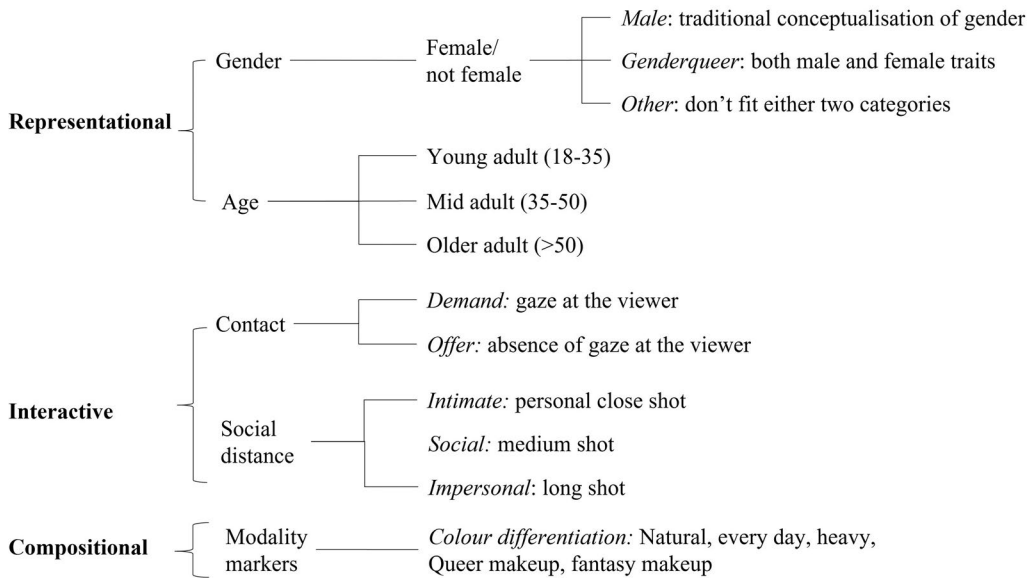 Representational
Gender
Female/
not female
Male: traditional conceptualisation of gender
Genderqueer: both male and female traits
Other: don't fit either two categories
Age
Young adult (18-35)
Mid adult (35-50)
Older adult (>50)
Interactive
Contact
Demand: gaze at the viewer
Offer: absence of gaze at the viewer
Social
distance
Intimate: personal close shot
Social: medium shot
Impersonal: long shot
Compositional
Modality
markers
Colour differentiation: Natural, every day, heavy,
Queer makeup, fantasy makeup